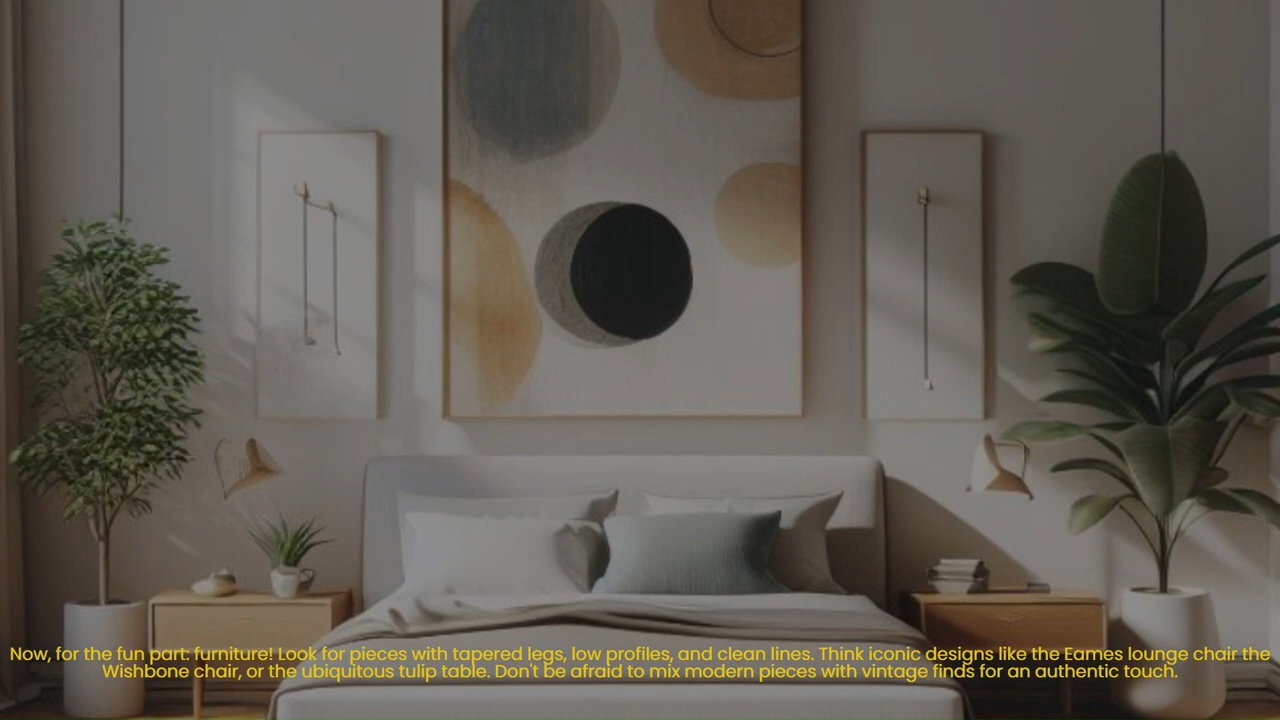 Now, for the fun part: furniture! Look for pieces with tapered legs, low profiles, and clean lines. Think iconic designs like the Eames lounge chair the
Wishbone chair, or the ubiquitous tulip table. Don't be afraid to mix modern pieces with vintage finds for an authentic touch.